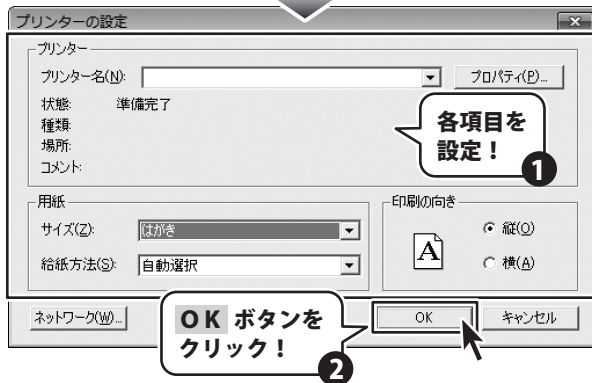 プリンターの設定
プリンター
プリンター名(N):
プロパティ(P)...
状態: 準備完了
種類:
場所:
コメント:
各項目を
設定！
1
用紙
サイズ(Z): はがき
給紙方法(S): 自動選択
印刷の向き
A
縦(O)
横(A)
ネットワーク(W)...
OK
キャンセル
OK ボタンを
クリック！
2